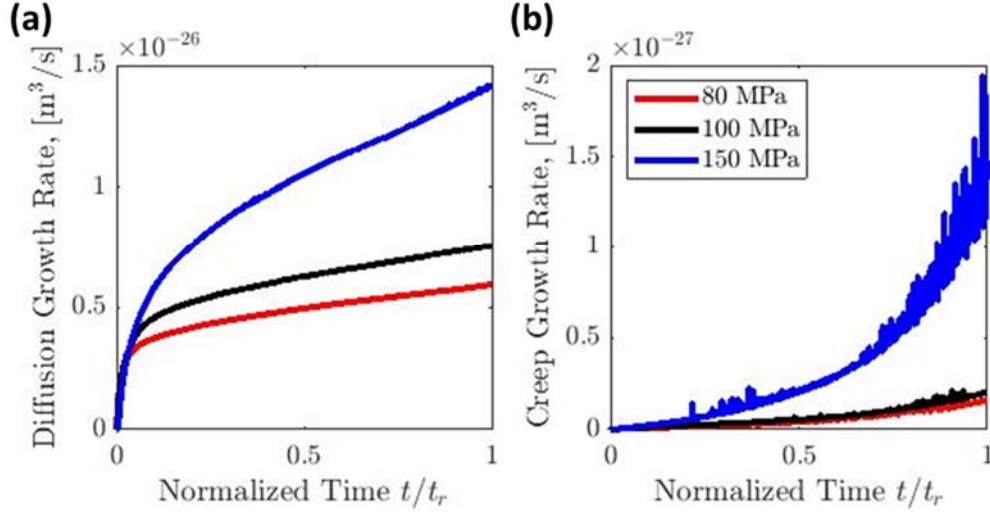 (a)
×10⁻²⁶
Diffusion Growth Rate, [m³/s]
1.5
1
0.5
0
0
0.5
1
Normalized Time t/tᵣ
(b)
×10⁻²⁷
Creep Growth Rate, [m³/s]
2
1.5
1
0.5
0
80 MPa
100 MPa
150 MPa
0
0.5
1
Normalized Time t/tᵣ